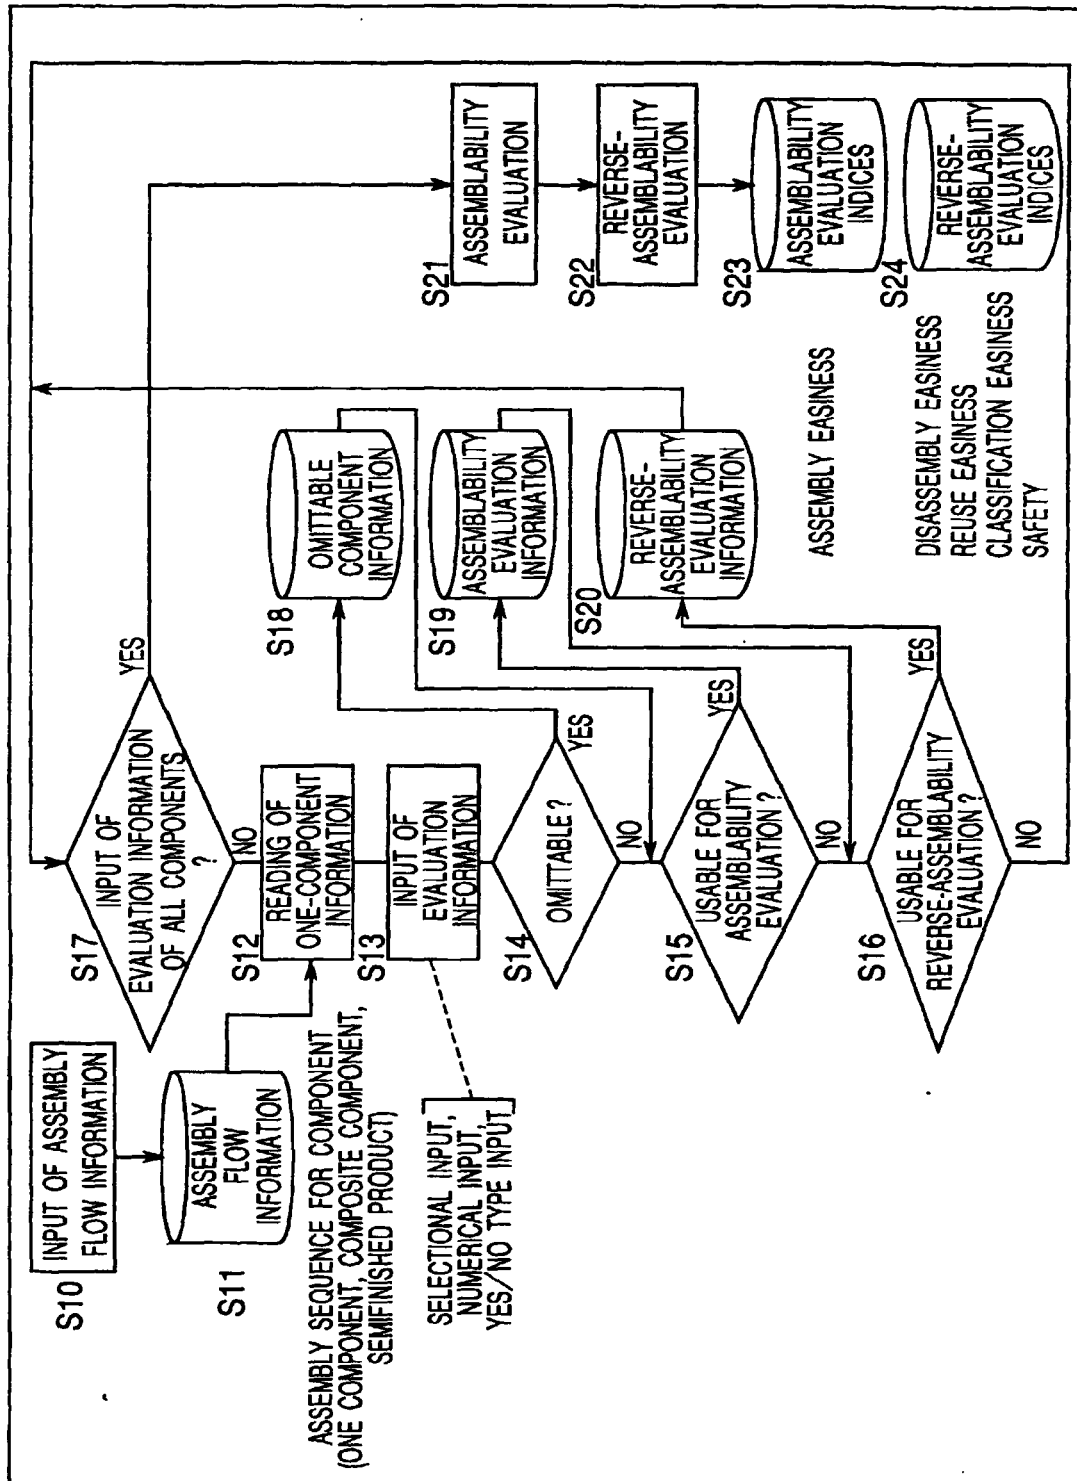 S10
INPUT OF ASSEMBLY
FLOW INFORMATION
S11
ASSEMBLY
FLOW
INFORMATION
ASSEMBLY SEQUENCE FOR COMPONENT
(ONE COMPONENT, COMPOSITE COMPONENT,
SEMIFINISHED PRODUCT)
SELECTIONAL INPUT,
NUMERICAL INPUT,
YES/NO TYPE INPUT
S17
INPUT OF
EVALUATION INFORMATION
OF ALL COMPONENTS
?
YES
NO
S12
READING OF
ONE-COMPONENT
INFORMATION
S13
INPUT OF
EVALUATION
INFORMATION
S14
OMITTABLE ?
YES
NO
S15
USABLE FOR
ASSEMBLABILITY
EVALUATION ?
YES
NO
S16
USABLE FOR
REVERSE-ASSEMBLABILITY
EVALUATION ?
YES
NO
S18
OMITTABLE
COMPONENT
INFORMATION
S19
ASSEMBLABILITY
EVALUATION
INFORMATION
S20
REVERSE-
ASSEMBLABILITY
EVALUATION
INFORMATION
S21
ASSEMBLABILITY
EVALUATION
S22
REVERSE-
ASSEMBLABILITY
EVALUATION
S23
ASSEMBLABILITY
EVALUATION
INDICES
S24
REVERSE-
ASSEMBLABILITY
EVALUATION
INDICES
ASSEMBLY EASINESS
DISASSEMBLY EASINESS
REUSE EASINESS
CLASSIFICATION EASINESS
SAFETY